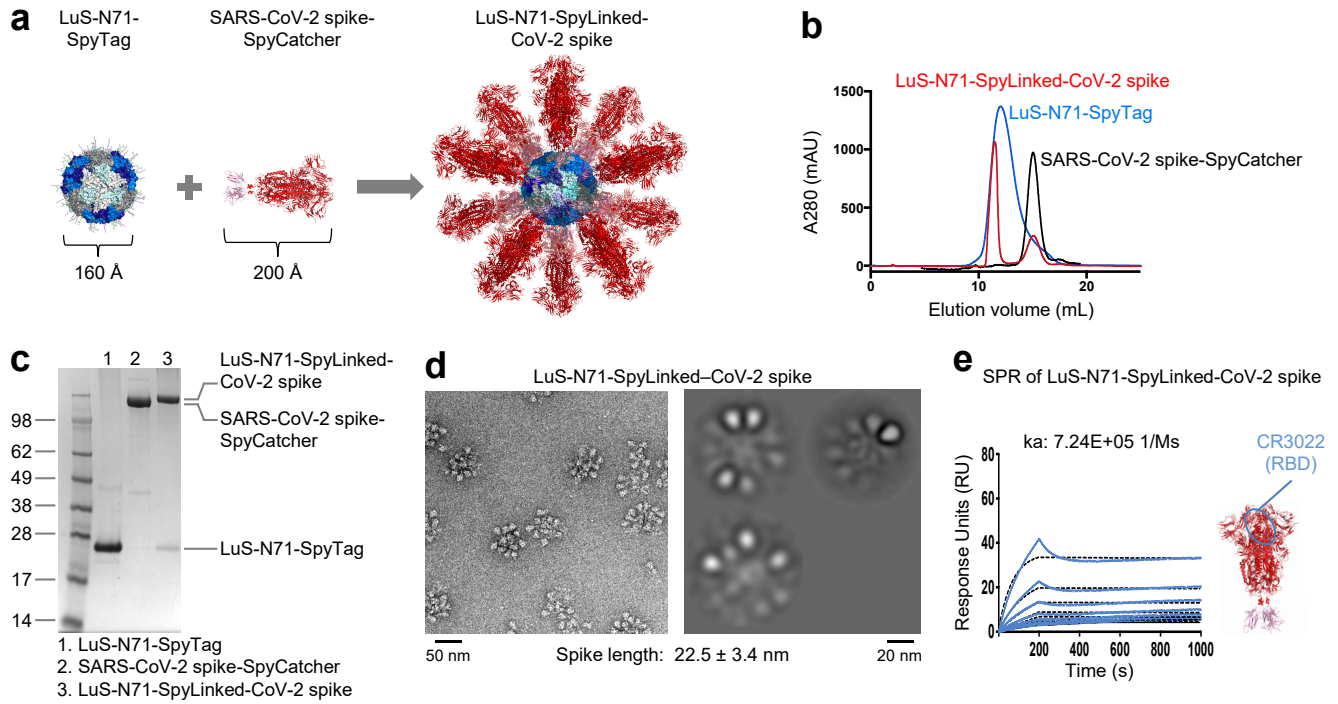 a
LuS-N71-
SpyTag
SARS-CoV-2 spike-
SpyCatcher
LuS-N71-SpyLinked-
CoV-2 spike
160 Å
200 Å
b
LuS-N71-SpyLinked-CoV-2 spike
LuS-N71-SpyTag
SARS-CoV-2 spike-SpyCatcher
A280 (mAU)
1500
1000
500
0
0
10
20
Elution volume (mL)
c
1 2 3
98
62
49
38
28
17
14
LuS-N71-SpyLinked-
CoV-2 spike
SARS-CoV-2 spike-
SpyCatcher
LuS-N71-SpyTag
1. LuS-N71-SpyTag
2. SARS-CoV-2 spike-SpyCatcher
3. LuS-N71-SpyLinked-CoV-2 spike
d
LuS-N71-SpyLinked–CoV-2 spike
50 nm
Spike length: 22.5 ± 3.4 nm
20 nm
e
SPR of LuS-N71-SpyLinked-CoV-2 spike
ka: 7.24E+05 1/Ms
CR3022
(RBD)
Response Units (RU)
80
60
40
20
0
0 200 400 600 800 1000
Time (s)